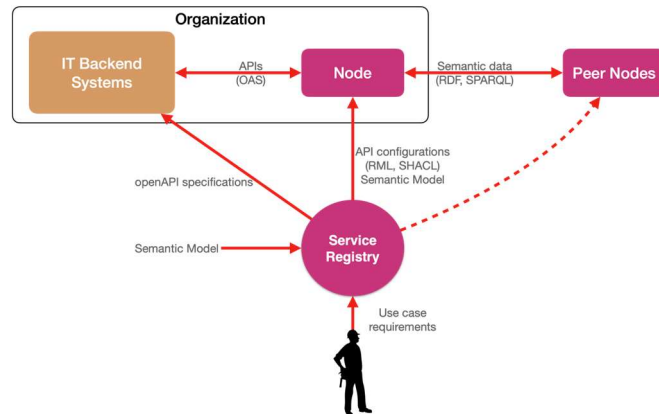 Organization
IT Backend
Systems
APIs
(OAS)
Node
Semantic data
(RDF, SPARQL)
Peer Nodes
API configurations
(RML, SHACL)
Semantic Model
openAPI specifications
Semantic Model
Service
Registry
Use case
requirements